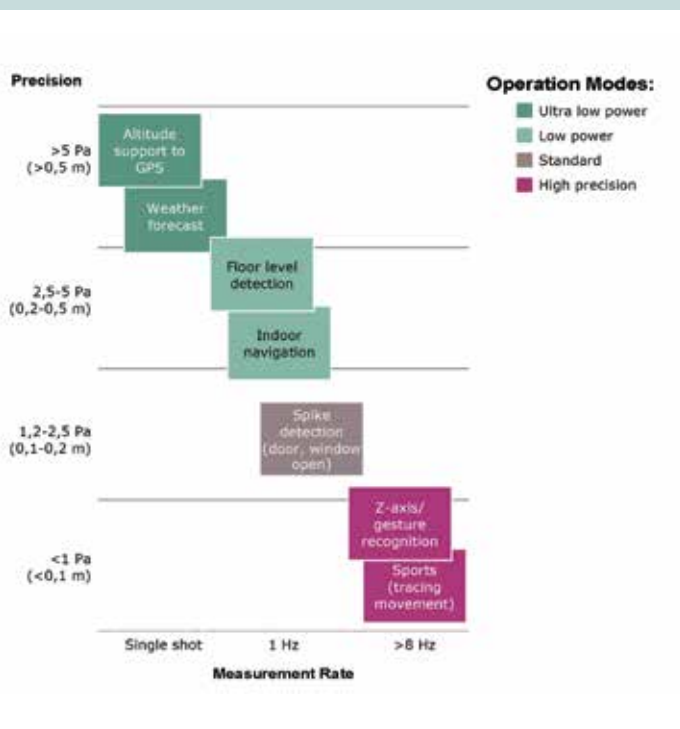 Precision
Operation Modes:
Ultra low power
Low power
Standard
High precision
>5 Pa
(>0,5 m)
Altitude
support to
GPS
Weather
forecast
2,5-5 Pa
(0,2-0,5 m)
Floor level
detection
Indoor
navigation
1,2-2,5 Pa
(0,1-0,2 m)
Spike
detection
(door, window
open)
<1 Pa
(<0,1 m)
Z-axis/
gesture
recognition
Sports
(tracing
movement)
Single shot
1 Hz
>8 Hz
Measurement Rate